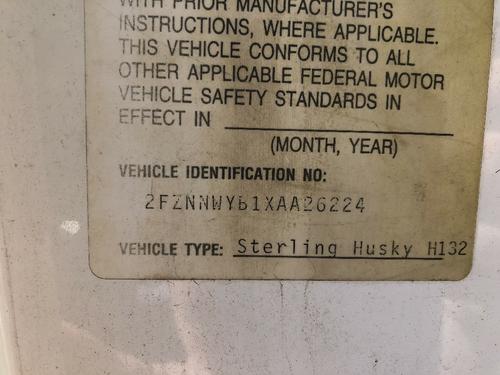 WITH PRIOR MANUFACTURER'S
INSTRUCTIONS, WHERE APPLICABLE.
THIS VEHICLE CONFORMS TO ALL
OTHER APPLICABLE FEDERAL MOTOR
VEHICLE SAFETY STANDARDS IN
EFFECT IN
(MONTH, YEAR)
VEHICLE IDENTIFICATION NO:
2FZNNWYB1XAA26224
VEHICLE TYPE: Sterling Husky H132